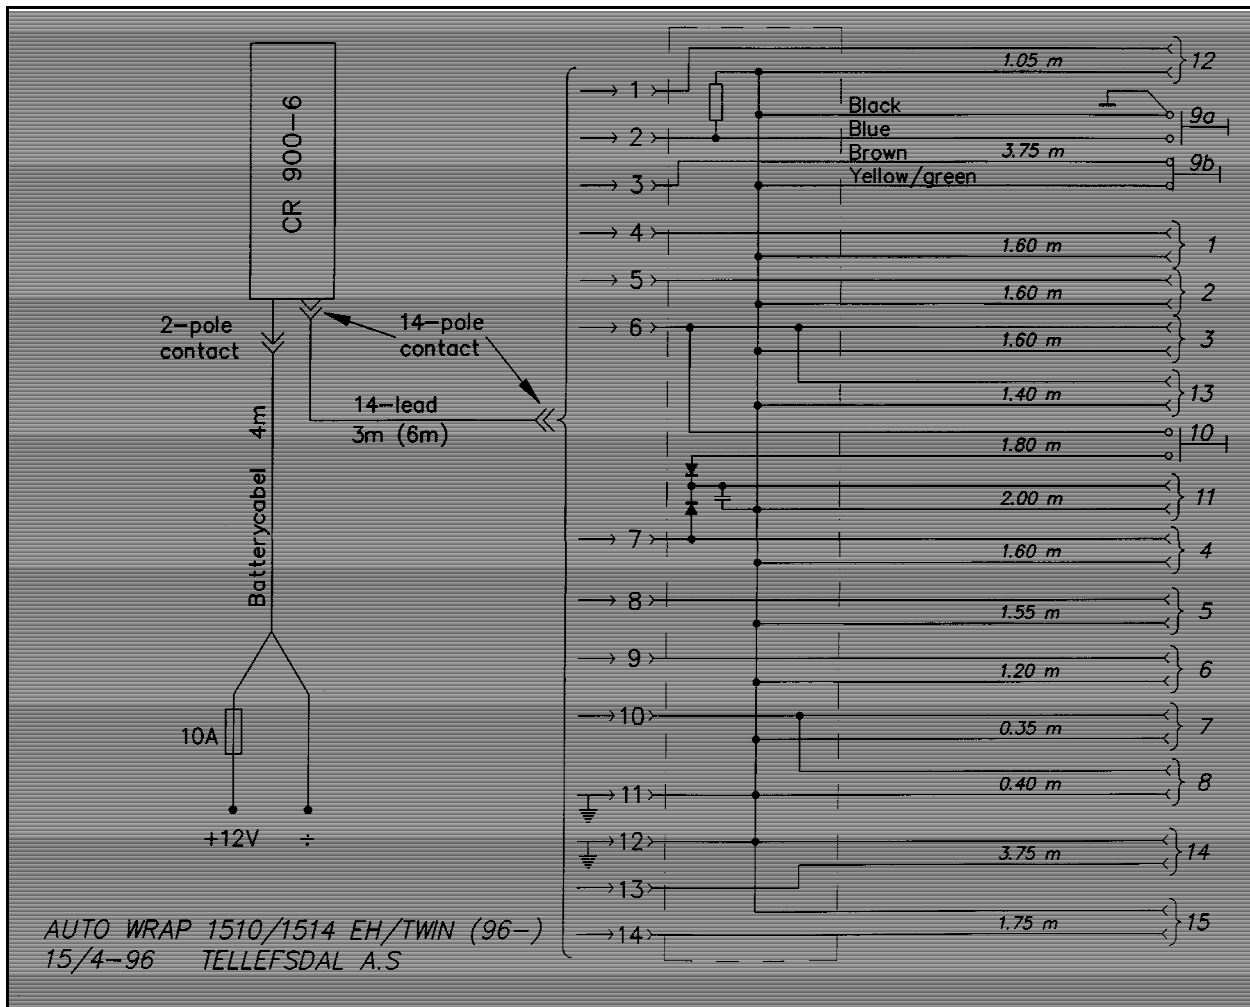 CR 900-6
2-pole
contact
14-pole
contact
14-lead
3m (6m)
Batterycabel 4m
10A
+12V ÷
AUTO WRAP 1510/1514 EH/TWIN (96-)
15/4-96 TELLEFSDAL A.S
1
2
3
4
5
6
7
8
9
10
11
12
13
14
1.05 m 12
Black
9a
Blue
Brown 3.75 m
9b
Yellow/green
1.60 m 1
1.60 m 2
1.60 m 3
1.40 m 13
1.80 m 10
2.00 m 11
1.60 m 4
1.55 m 5
1.20 m 6
0.35 m 7
0.40 m 8
3.75 m 14
1.75 m 15